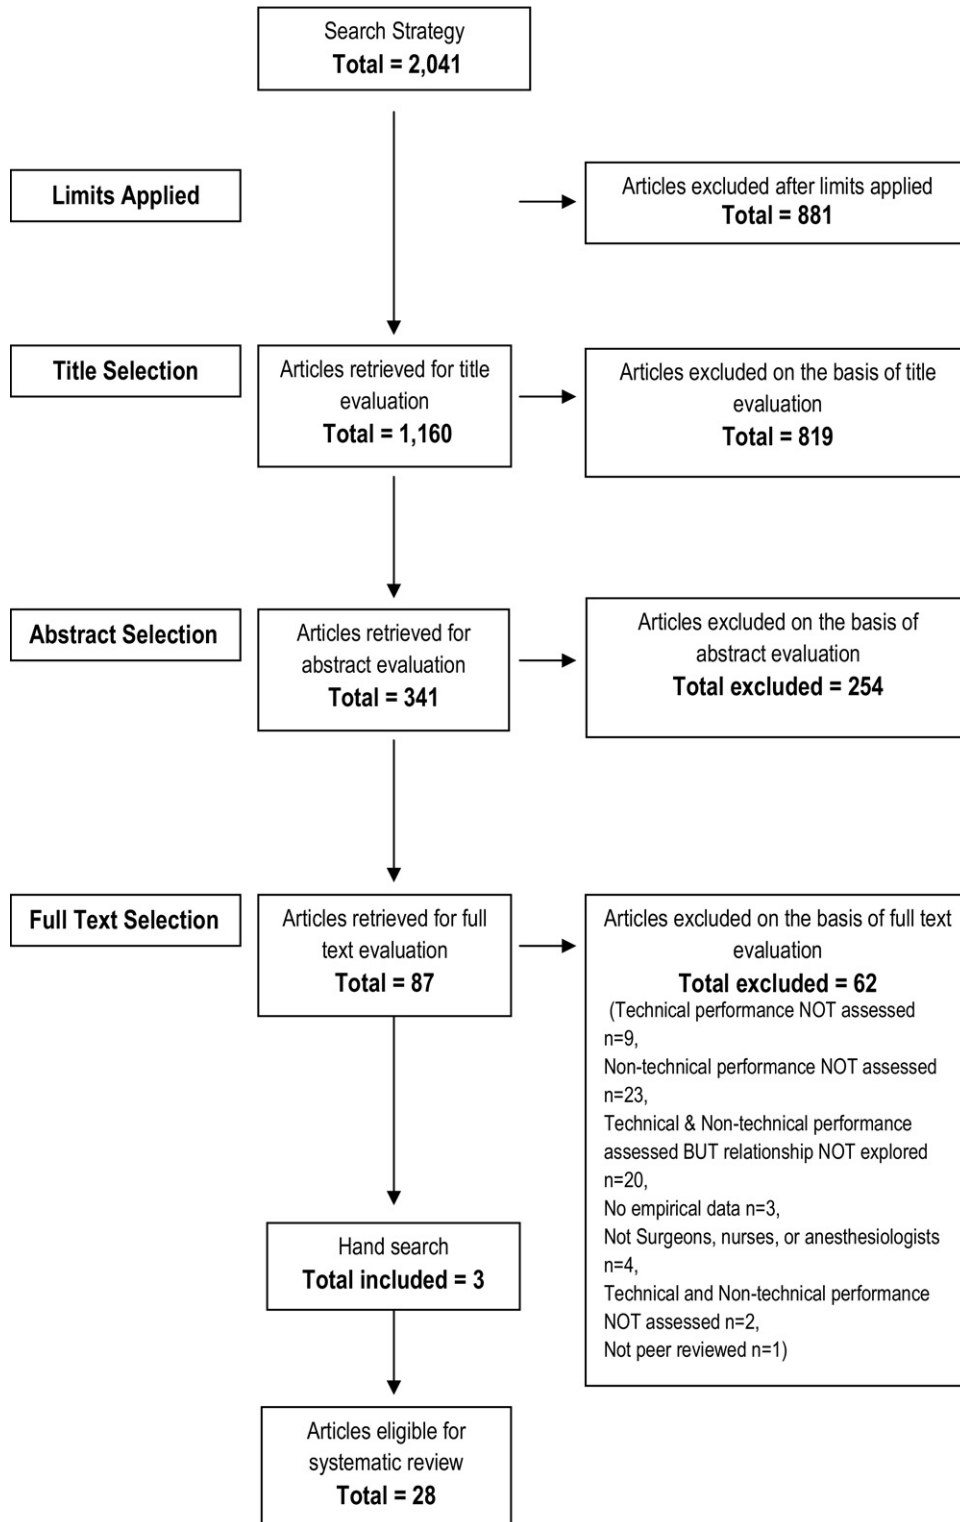 Search Strategy
Total = 2,041
Limits Applied
Articles excluded after limits applied
Total = 881
Title Selection
Articles retrieved for title
evaluation
Total = 1,160
Articles excluded on the basis of title
evaluation
Total = 819
Abstract Selection
Articles retrieved for
abstract evaluation
Total = 341
Articles excluded on the basis of
abstract evaluation
Total excluded = 254
Full Text Selection
Articles retrieved for full
text evaluation
Total = 87
Articles excluded on the basis of full text
evaluation
Total excluded = 62
(Technical performance NOT assessed
n=9,
Non-technical performance NOT assessed
n=23,
Technical & Non-technical performance
assessed BUT relationship NOT explored
n=20,
No empirical data n=3,
Not Surgeons, nurses, or anesthesiologists
n=4,
Technical and Non-technical performance
NOT assessed n=2,
Not peer reviewed n=1)
Hand search
Total included = 3
Articles eligible for
systematic review
Total = 28